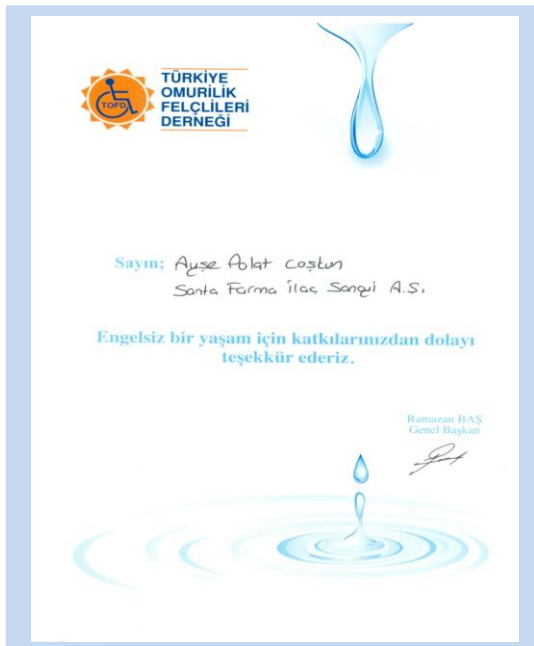 TOFD
TÜRKİYE
OMURİLİK
FELÇLİLERİ
DERNEĞİ
Sayın; Ayşe Polat Coşkun
Santa Farma İlaç Sanayi A.Ş.
Engelsiz bir yaşam için katkılarınızdan dolayı
teşekkür ederiz.
Ramazan BAŞ
Genel Başkan